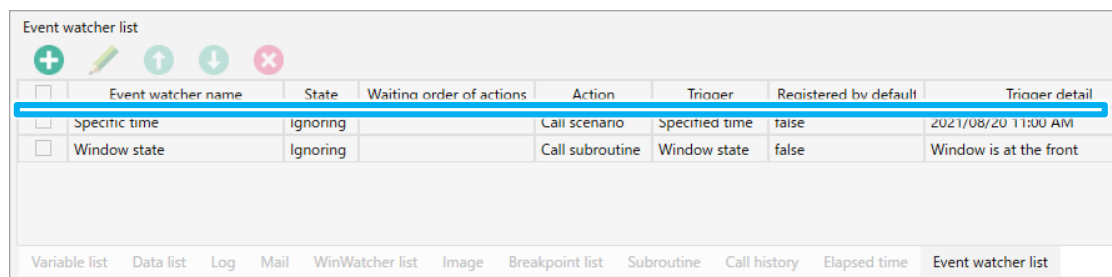 Event watcher list
Event watcher name State Waiting order of actions Action Trigger Registered by default Trigger detail
Specific time Ignoring Call scenario Specified time false 2021/08/20 11:00 AM
Window state Ignoring Call subroutine Window state false Window is at the front
Variable list Data list Log Mail WinWatcher list Image Breakpoint list Subroutine Call history Elapsed time Event watcher list